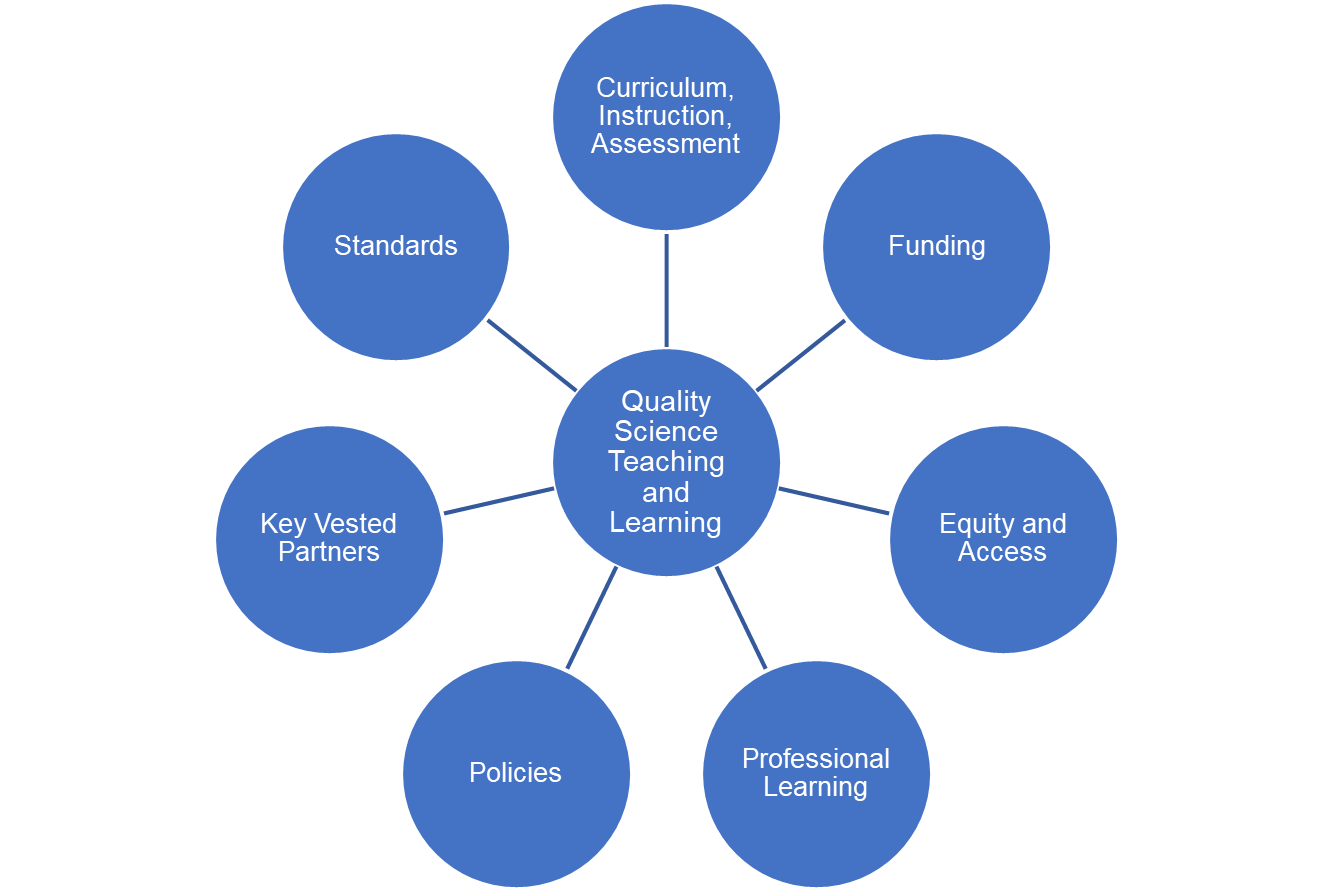 Curriculum,
Instruction,
Assessment
Funding
Equity and
Access
Professional
Learning
Policies
Key Vested
Partners
Standards
Quality
Science
Teaching
and
Learning